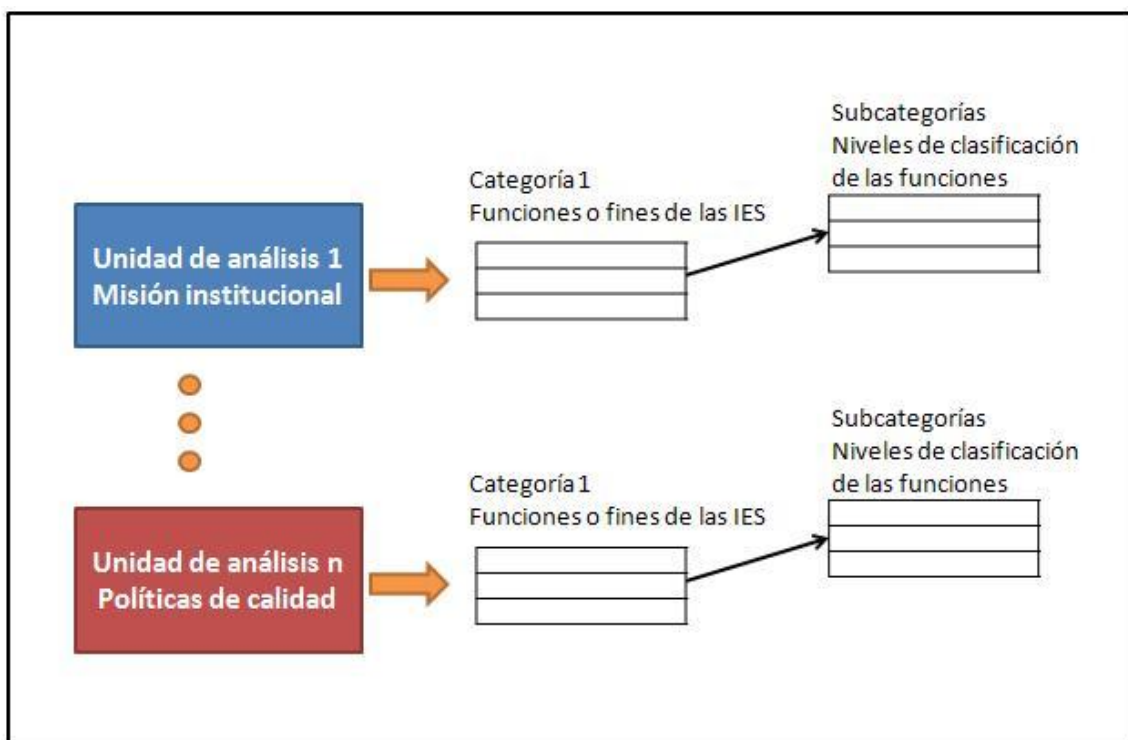 Unidad de análisis 1
Misión institucional
Categoría 1
Funciones o fines de las IES
Subcategorías
Niveles de clasificación
de las funciones
Unidad de análisis n
Políticas de calidad
Categoría 1
Funciones o fines de las IES
Subcategorías
Niveles de clasificación
de las funciones